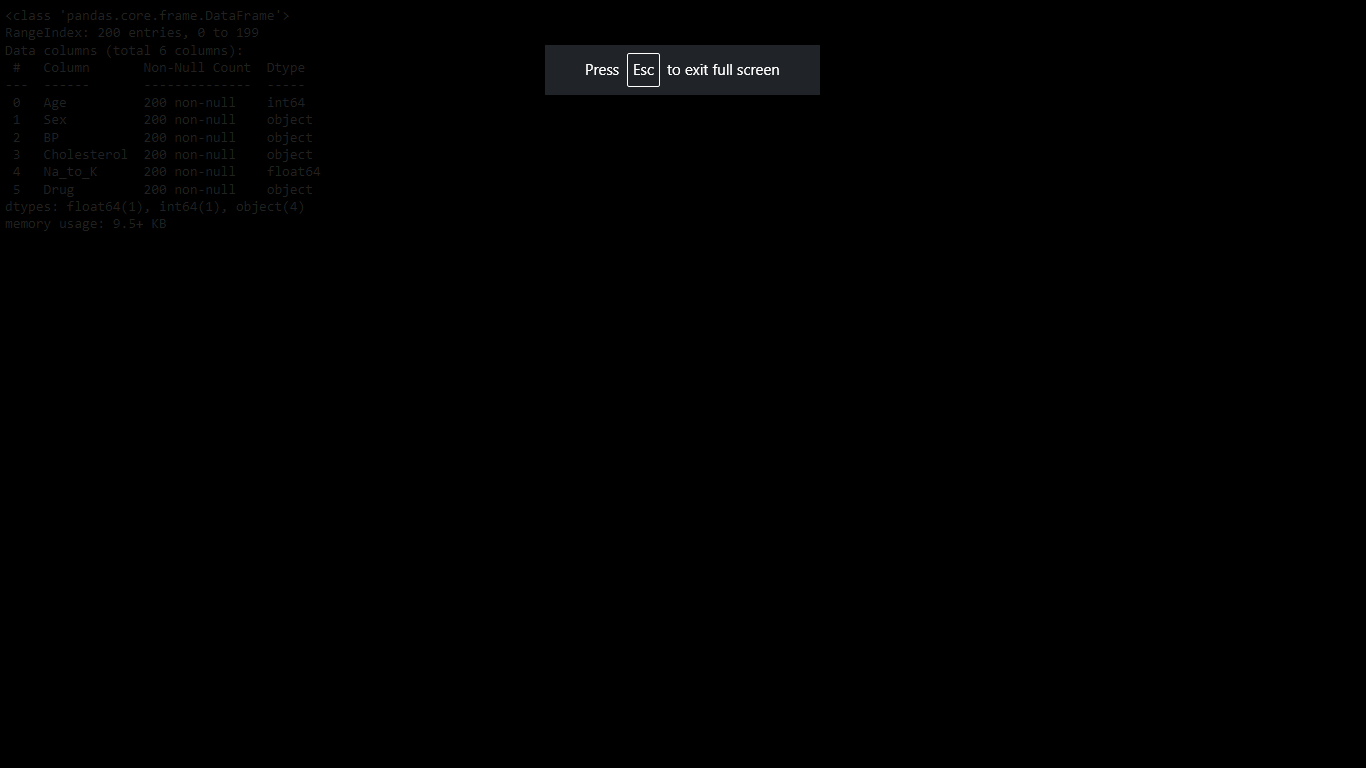 <class 'pandas.core.frame.DataFrame'>
RangeIndex: 200 entries, 0 to 199
Data columns (total 6 columns):
 #   Column       Non-Null Count  Dtype
---  ------       --------------  -----
 0   Age          200 non-null    int64
 1   Sex          200 non-null    object
 2   BP           200 non-null    object
 3   Cholesterol  200 non-null    object
 4   Na_to_K      200 non-null    float64
 5   Drug         200 non-null    object
dtypes: float64(1), int64(1), object(4)
memory usage: 9.5+ KB
Press Esc to exit full screen